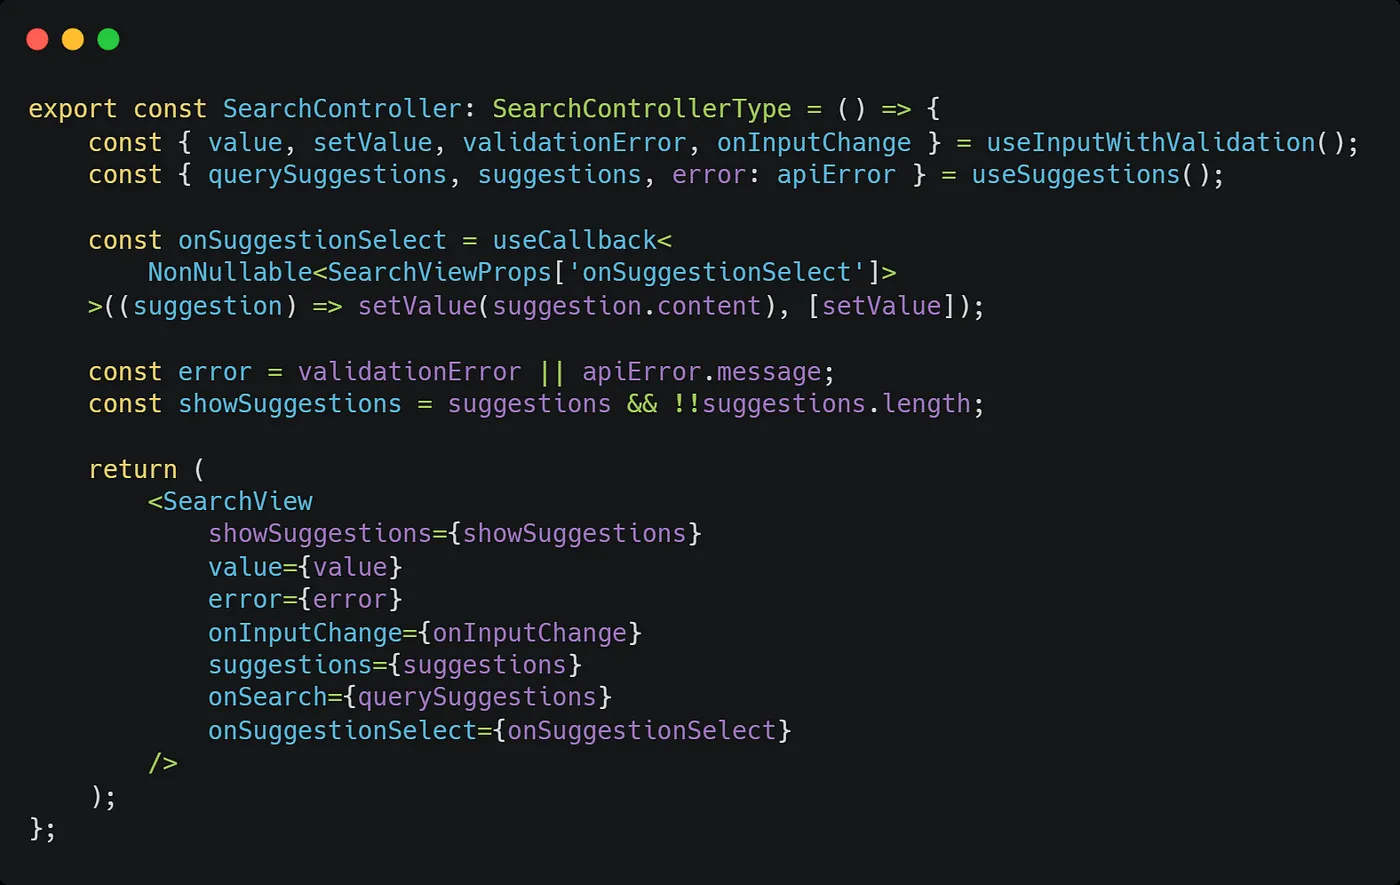 export const SearchController: SearchControllerType = () => {
    const { value, setValue, validationError, onInputChange } = useInputWithValidation();
    const { querySuggestions, suggestions, error: apiError } = useSuggestions();

    const onSuggestionSelect = useCallback<
        NonNullable<SearchViewProps['onSuggestionSelect']>
    >((suggestion) => setValue(suggestion.content), [setValue]);

    const error = validationError || apiError.message;
    const showSuggestions = suggestions && !!suggestions.length;

    return (
        <SearchView
            showSuggestions={showSuggestions}
            value={value}
            error={error}
            onInputChange={onInputChange}
            suggestions={suggestions}
            onSearch={querySuggestions}
            onSuggestionSelect={onSuggestionSelect}
        />
    );
};